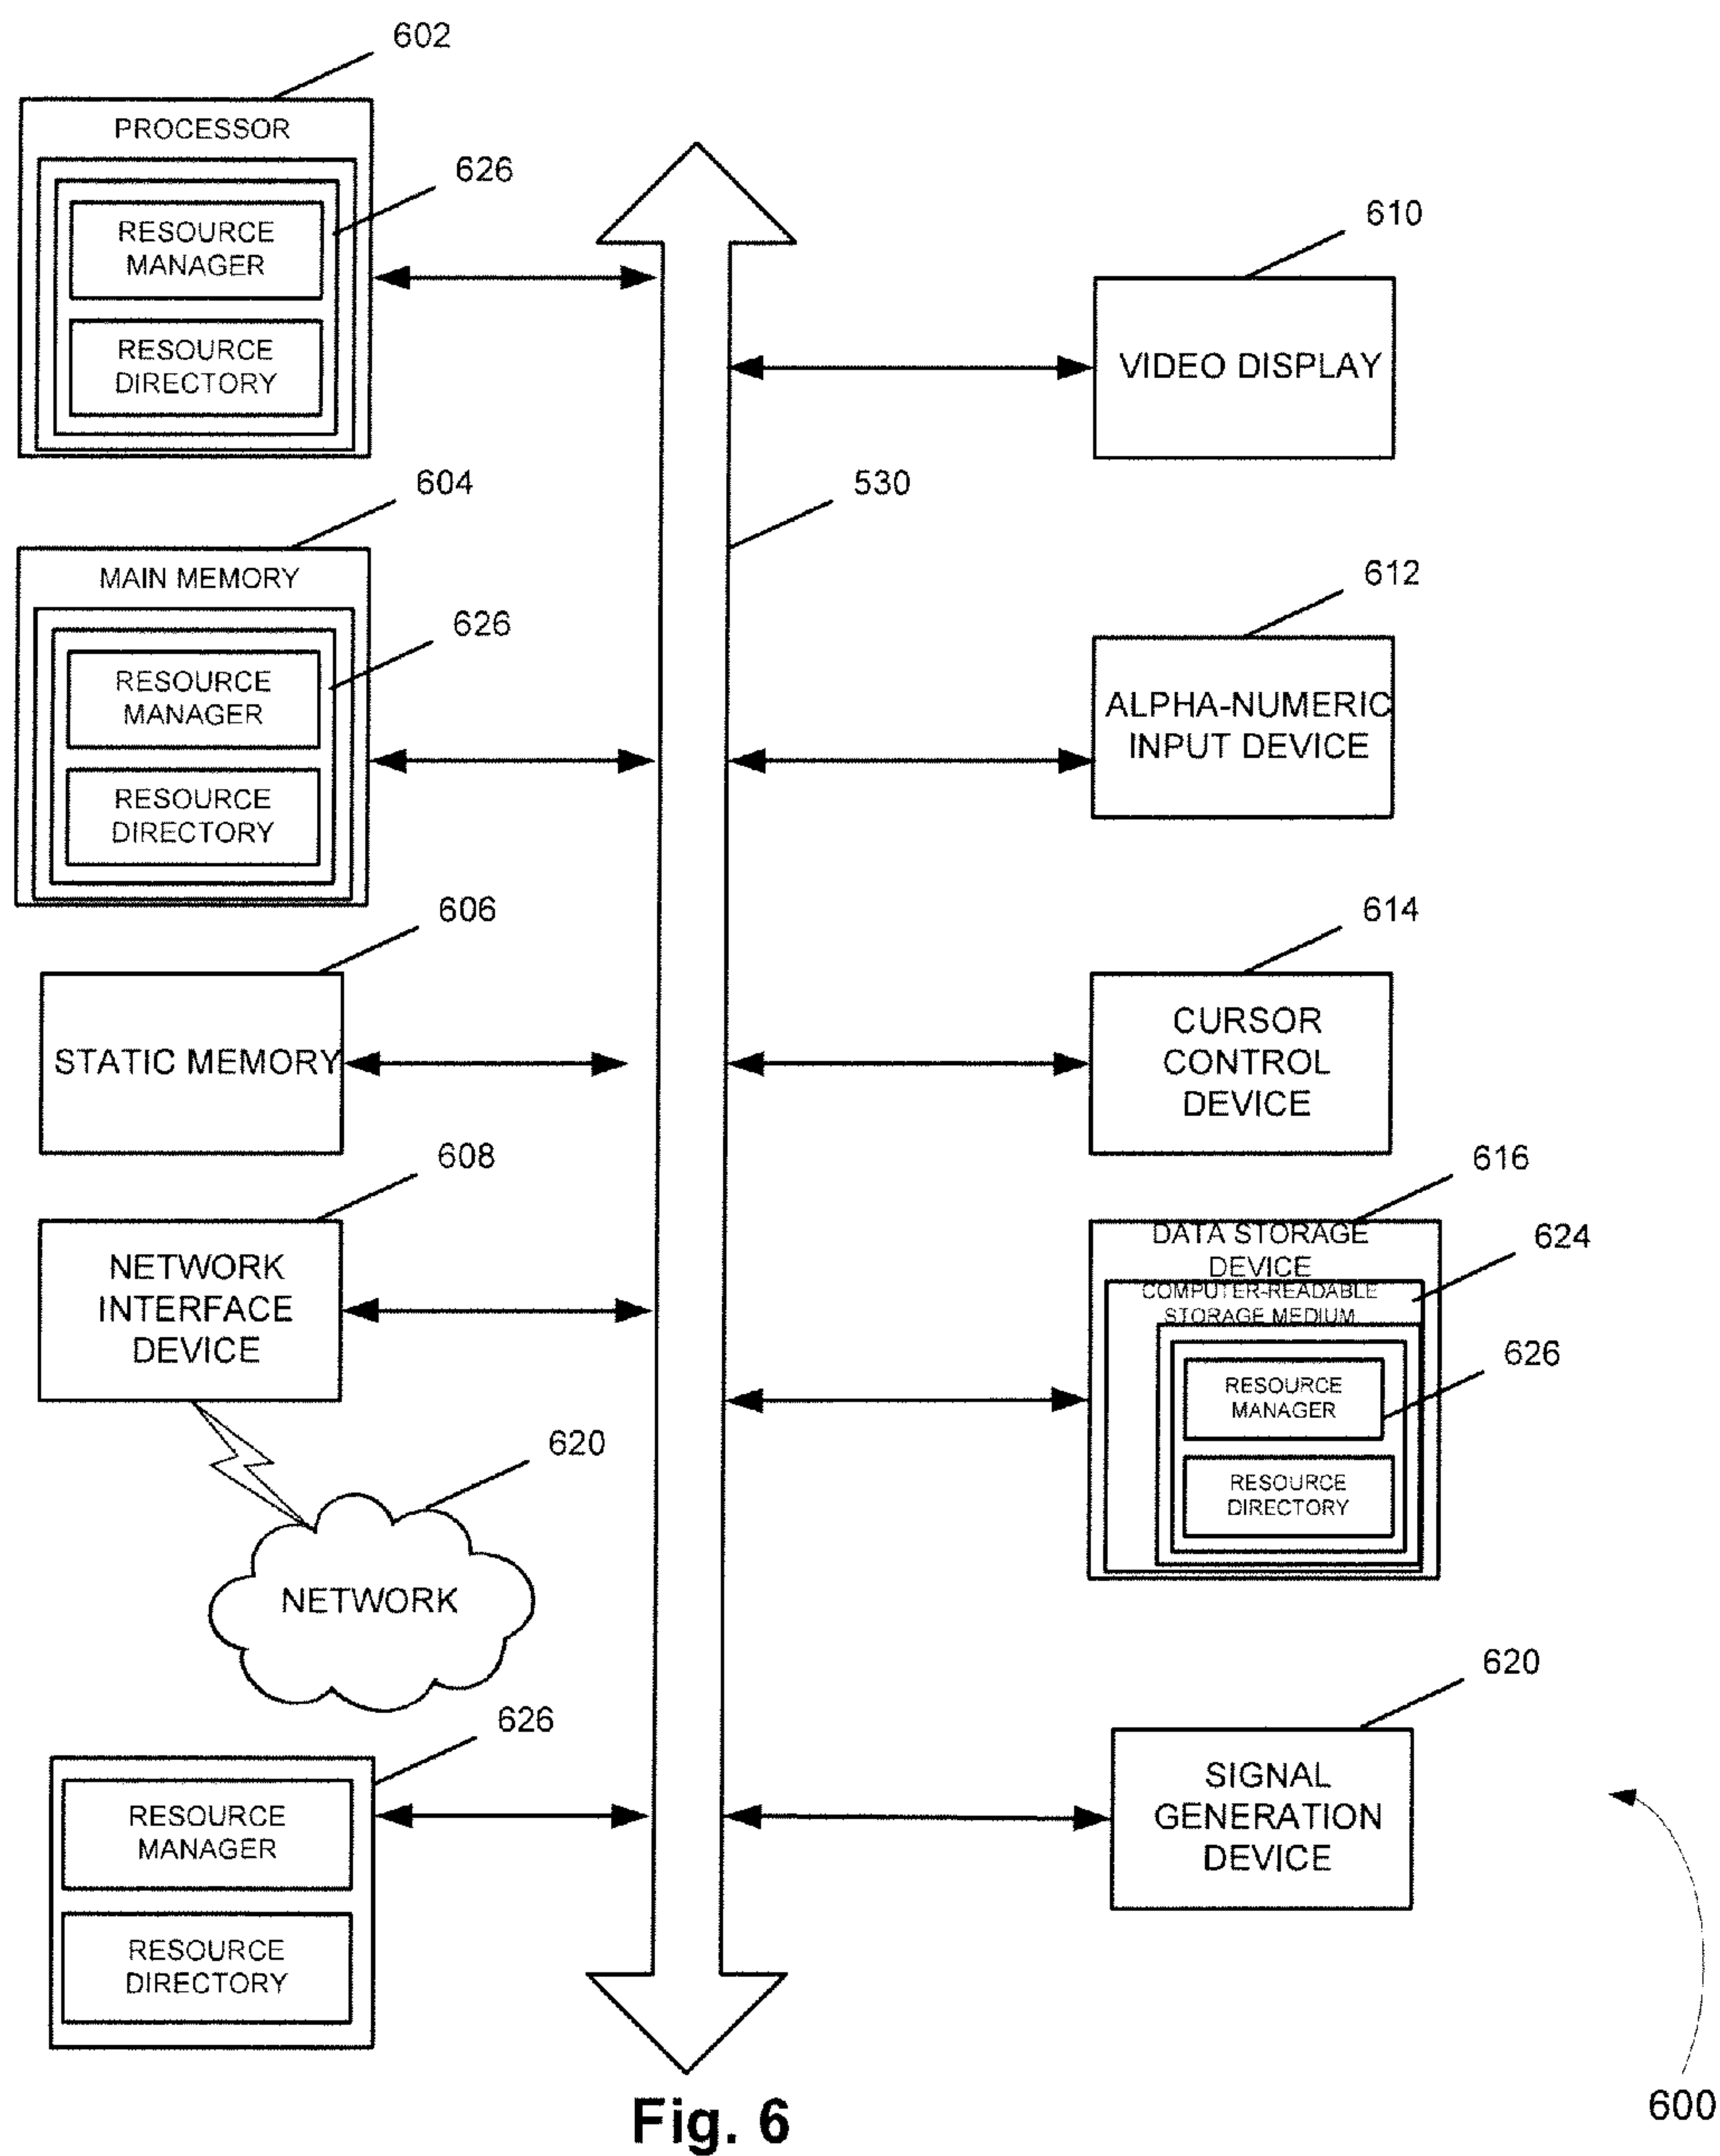 602
PROCESSOR
626
RESOURCE
MANAGER
RESOURCE
DIRECTORY
610
VIDEO DISPLAY
604
530
MAIN MEMORY
626
RESOURCE
MANAGER
RESOURCE
DIRECTORY
612
ALPHA-NUMERIC
INPUT DEVICE
606
STATIC MEMORY
614
CURSOR
CONTROL
DEVICE
608
NETWORK
INTERFACE
DEVICE
616
DATA STORAGE
DEVICE
624
COMPUTER-READABLE
STORAGE MEDIUM
626
RESOURCE
MANAGER
RESOURCE
DIRECTORY
620
NETWORK
626
RESOURCE
MANAGER
RESOURCE
DIRECTORY
620
SIGNAL
GENERATION
DEVICE
600
Fig. 6